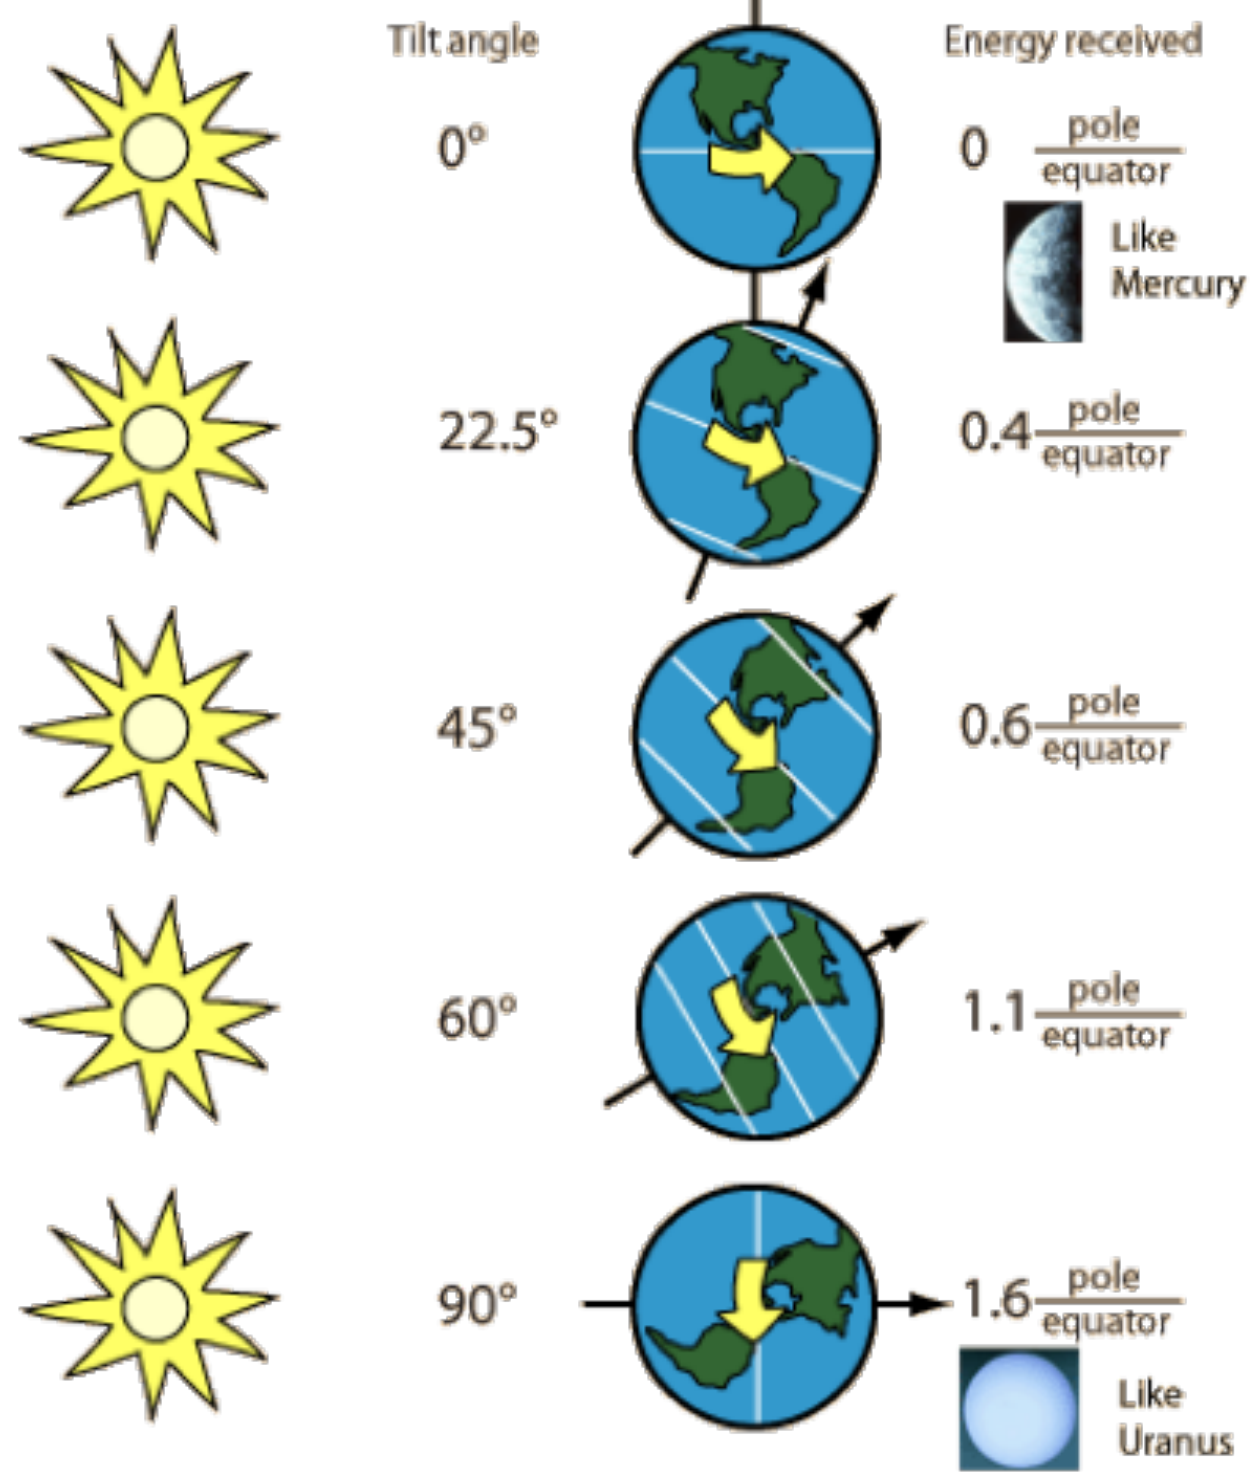 Tilt angle
Energy received
0°
0 pole
equator
Like
Mercury
22.5°
0.4 pole
equator
45°
0.6 pole
equator
60°
1.1 pole
equator
90°
1.6 pole
equator
Like
Uranus